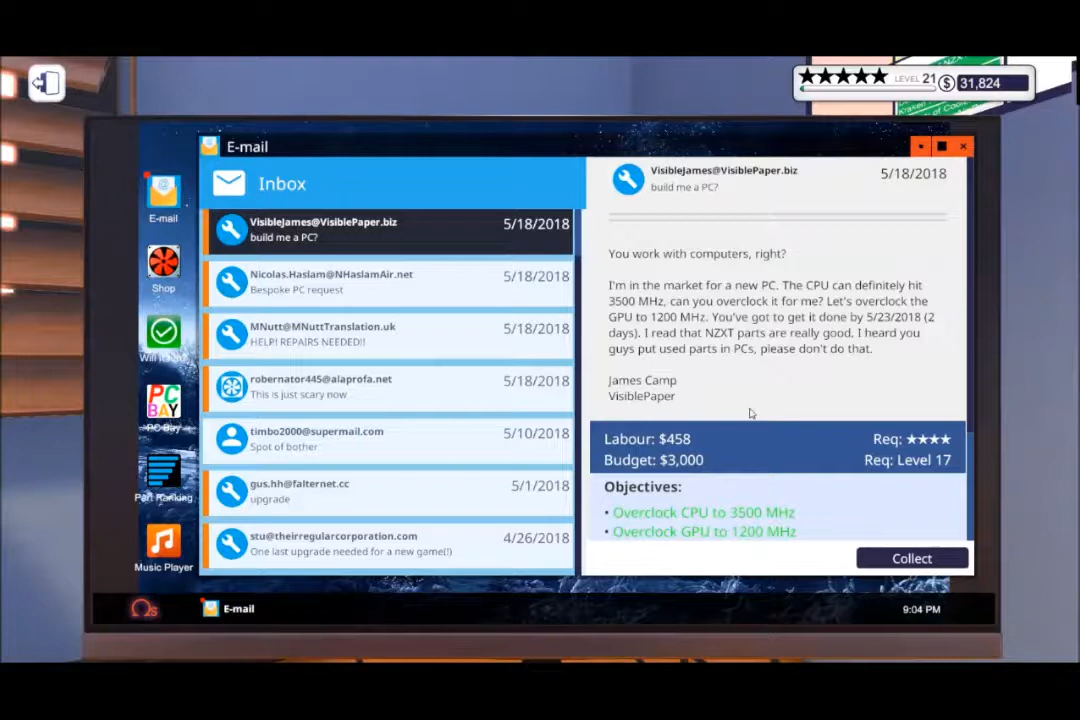 LEVEL 21
$ 31,824
E-mail
Inbox
VisibleJames@VisiblePaper.biz
build me a PC?
5/18/2018
Nicolas.Haslam@NHaslamAir.net
Bespoke PC request
5/18/2018
MNutt@MNuttTranslation.uk
HELP! REPAIRS NEEDED!!
5/18/2018
robernator445@alaprofa.net
This is just scary now
5/18/2018
timbo2000@supermail.com
Spot of bother
5/10/2018
gus.hh@falternet.cc
upgrade
5/1/2018
stu@theirregularcorporation.com
One last upgrade needed for a new game(!)
4/26/2018
VisibleJames@VisiblePaper.biz
build me a PC?
5/18/2018
You work with computers, right?
I'm in the market for a new PC. The CPU can definitely hit
3500 MHz, can you overclock it for me? Let's overclock the
GPU to 1200 MHz. You've got to get it done by 5/23/2018 (2
days). I read that NZXT parts are really good. I heard you
guys put used parts in PCs, please don't do that.
James Camp
VisiblePaper
Labour: $458
Req: ★★★★
Budget: $3,000
Req: Level 17
Objectives:
• Overclock CPU to 3500 MHz
• Overclock GPU to 1200 MHz
Collect
E-mail
Shop
PC
BAY
PC Bay
Part Ranking
Music Player
E-mail
9:04 PM